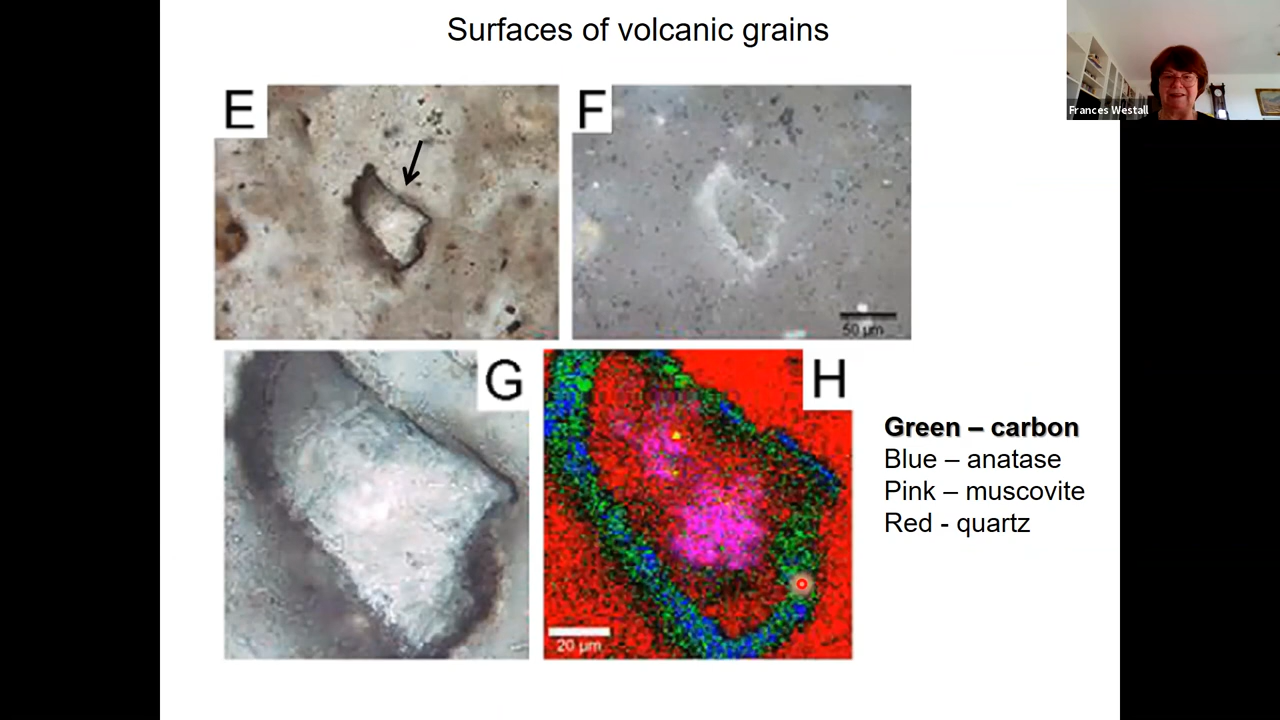 Surfaces of volcanic grains
Frances Westall
E
F
50 µm
G
H
20 µm
Green – carbon
Blue – anatase
Pink – muscovite
Red - quartz